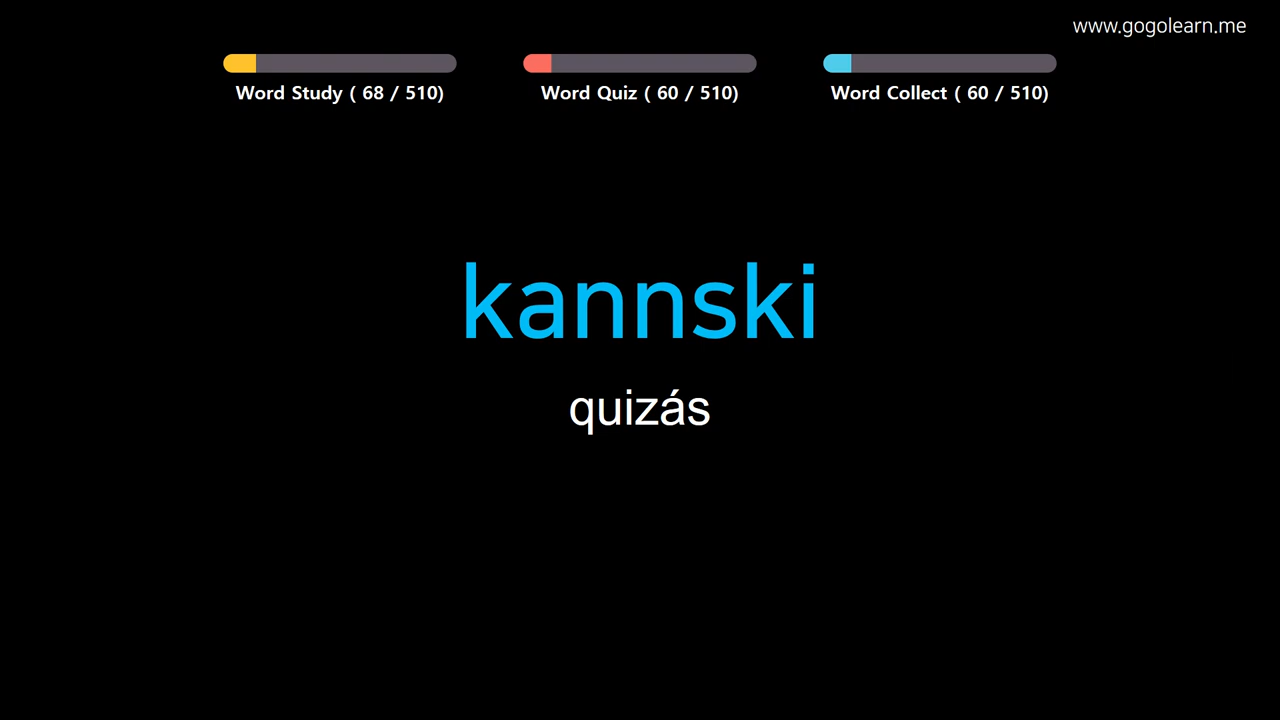 www.gogolearn.me
Word Study ( 68 / 510)
Word Quiz ( 60 / 510)
Word Collect ( 60 / 510)
kannski
quizás